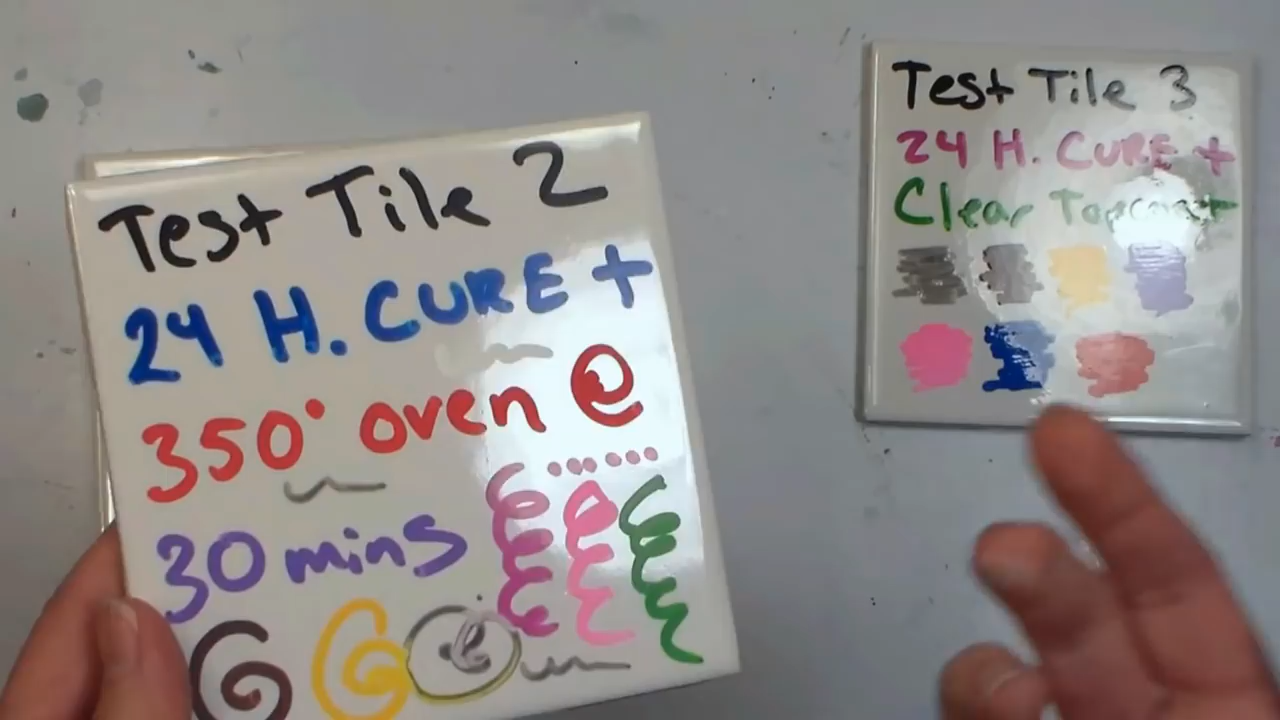 Test Tile 2
24 H. CURE +
350° oven @
30 mins
Test Tile 3
24 H. CURE +
Clear Topcoat